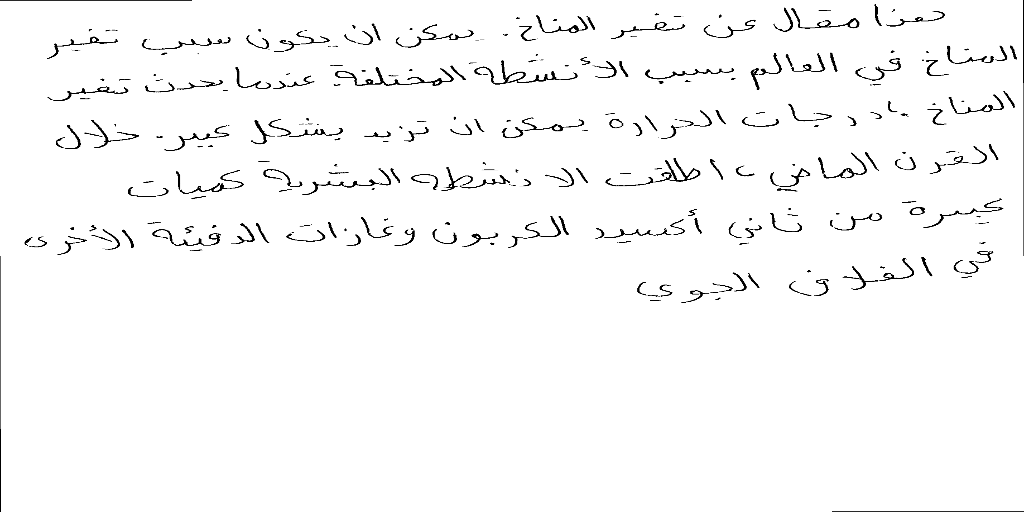 هذا مقال عن تغير المناخ. يمكن ان يكون سبب تغير
المناخ في العالم بسبب الأنشطة المختلفة عندما يحدث تغير
المناخ ، درجات الحرارة يمكن ان تزيد بشكل كبير. خلال
القرن الماضي ، اطلقت الانشطه البشرية كميات
كبيرة من ثاني أكسيد الكربون وغازات الدفيئة الأخرى
في الغلاف الجوي